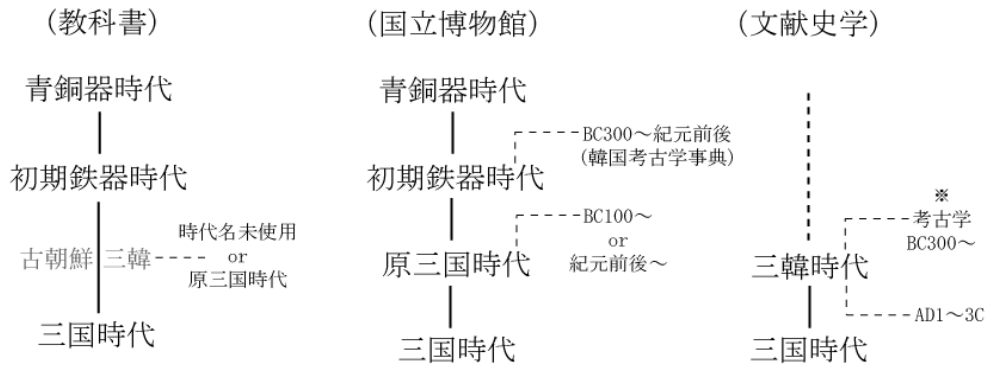 (教科書)
青銅器時代
初期鉄器時代
古朝鮮 三韓
時代名未使用
or
原三国時代
三国時代
(国立博物館)
青銅器時代
BC300～紀元前後
(韓国考古学事典)
初期鉄器時代
BC100～
or
紀元前後～
原三国時代
三国時代
(文献史学)
※
考古学
BC300～
三韓時代
AD1～3C
三国時代